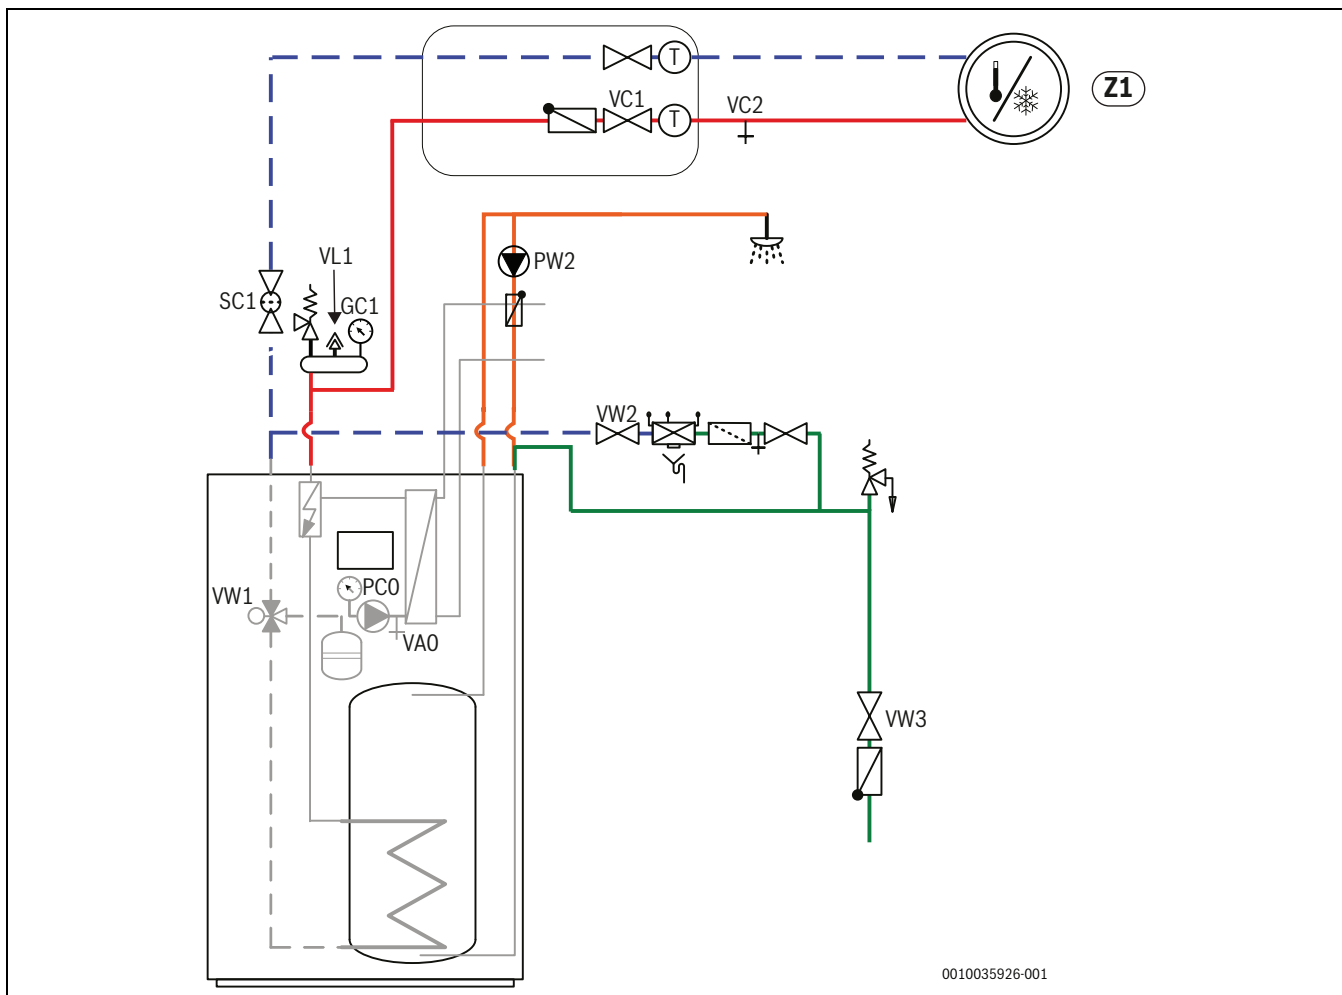 T
Z1
VC1
T
VC2
VL1
PW2
SC1
GC1
VW2
PC0
VW1
VA0
VW3
0010035926-001